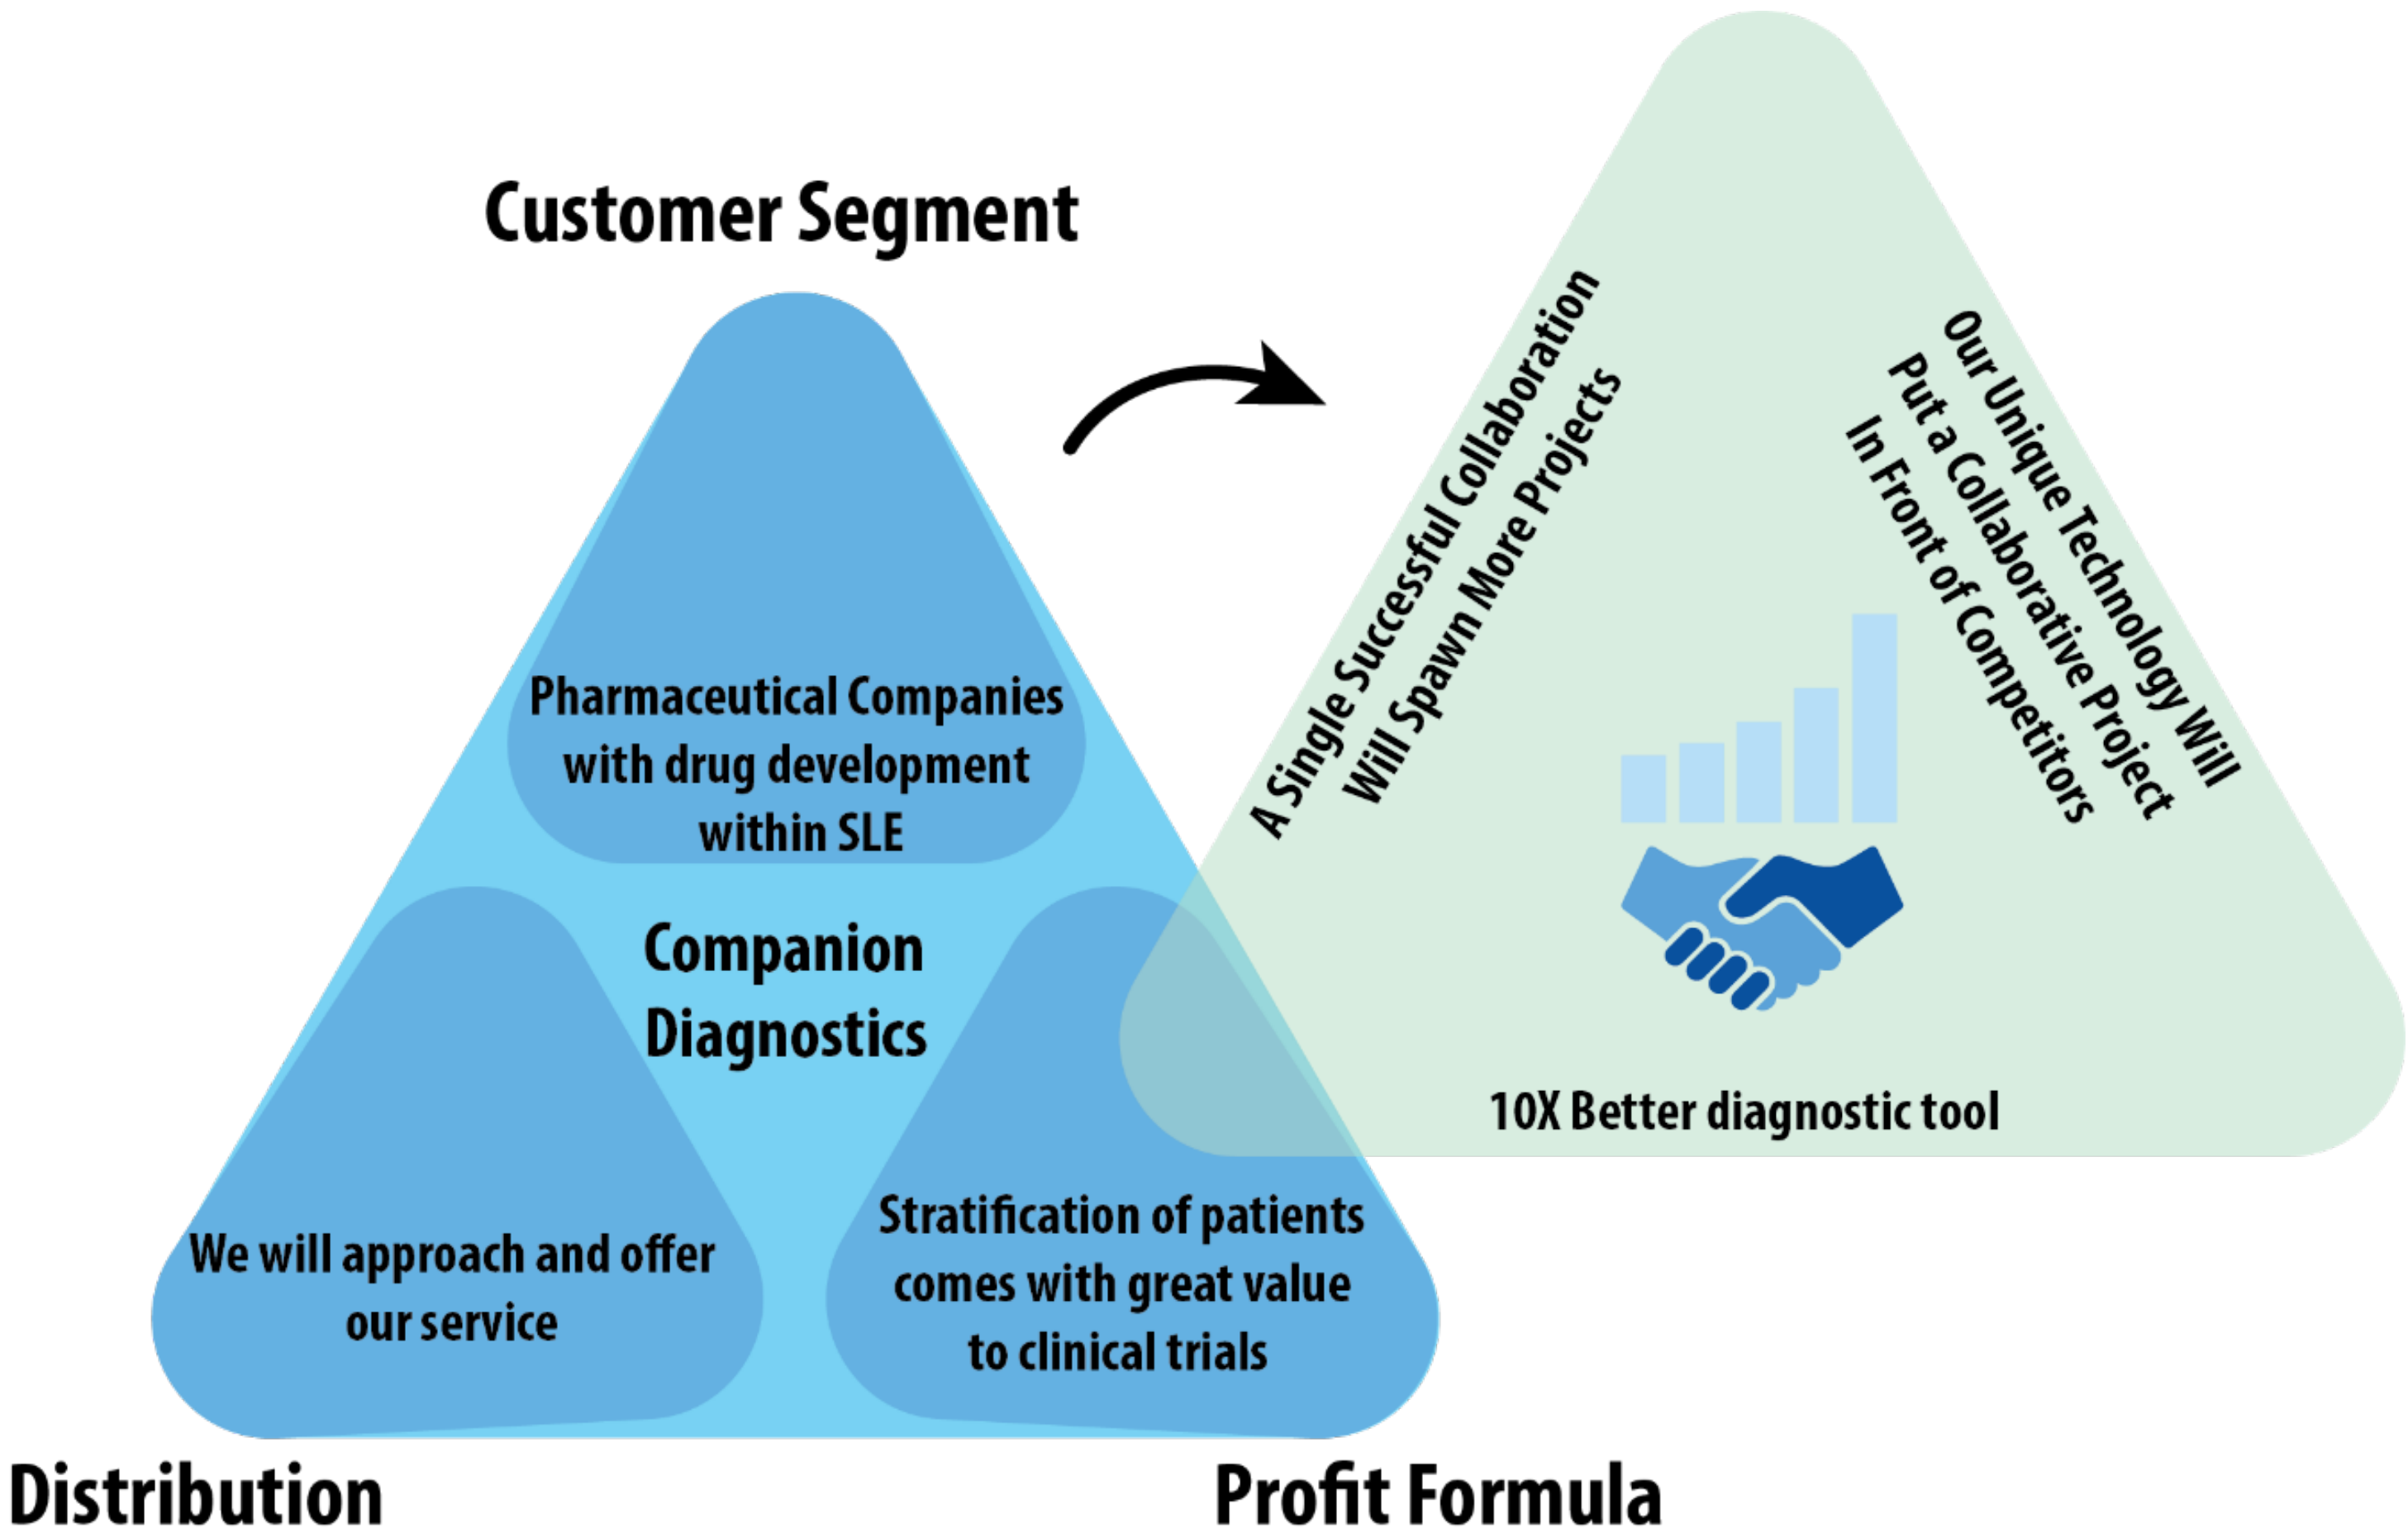 Customer Segment
Pharmaceutical Companies
with drug development
within SLE
Companion
Diagnostics
We will approach and offer
our service
Stratification of patients
comes with great value
to clinical trials
Distribution
Profit Formula
A Single Successful Collaboration
Will Spawn More Projects
Our Unique Technology Will
Put a Collaborative Project
In Front of Competitors
10X Better diagnostic tool